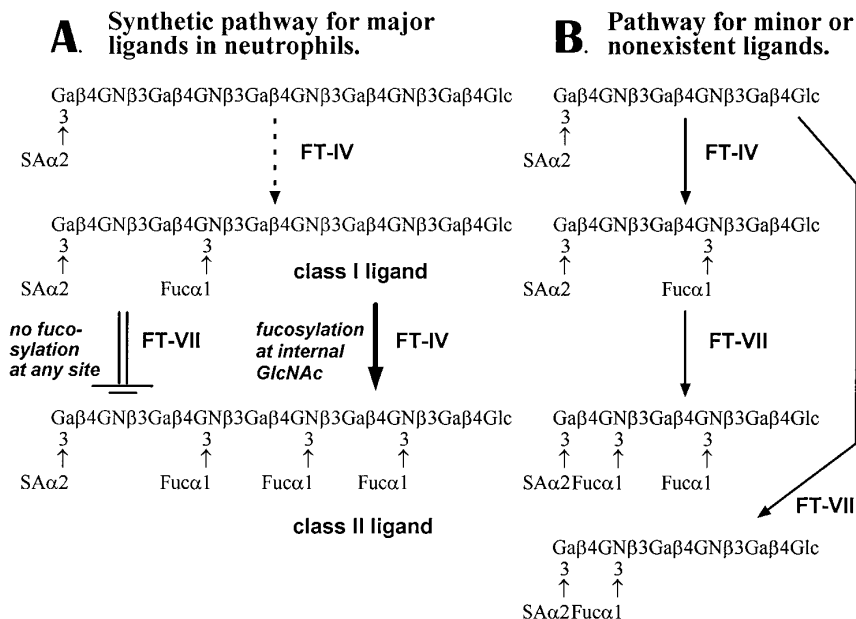 A. Synthetic pathway for major
ligands in neutrophils.
Gaβ4GNβ3Gaβ4GNβ3Gaβ4GNβ3Gaβ4GNβ3Gaβ4Glc
3
↑
SAα2
FT-IV
Gaβ4GNβ3Gaβ4GNβ3Gaβ4GNβ3Gaβ4GNβ3Gaβ4Glc
3 3
↑ ↑
SAα2 Fucα1
class I ligand
no fuco-
sylation
at any site
FT-VII
fucosylation
at internal
GlcNAc
FT-IV
Gaβ4GNβ3Gaβ4GNβ3Gaβ4GNβ3Gaβ4GNβ3Gaβ4Glc
3 3 3 3
↑ ↑ ↑ ↑
SAα2 Fucα1 Fucα1 Fucα1
class II ligand
B. Pathway for minor or
nonexistent ligands.
Gaβ4GNβ3Gaβ4GNβ3Gaβ4Glc
3
↑
SAα2
FT-IV
Gaβ4GNβ3Gaβ4GNβ3Gaβ4Glc
3 3
↑ ↑
SAα2 Fucα1
FT-VII
Gaβ4GNβ3Gaβ4GNβ3Gaβ4Glc
3 3 3
↑ ↑ ↑
SAα2Fucα1 Fucα1
FT-VII
Gaβ4GNβ3Gaβ4GNβ3Gaβ4Glc
3 3
↑ ↑
SAα2Fucα1